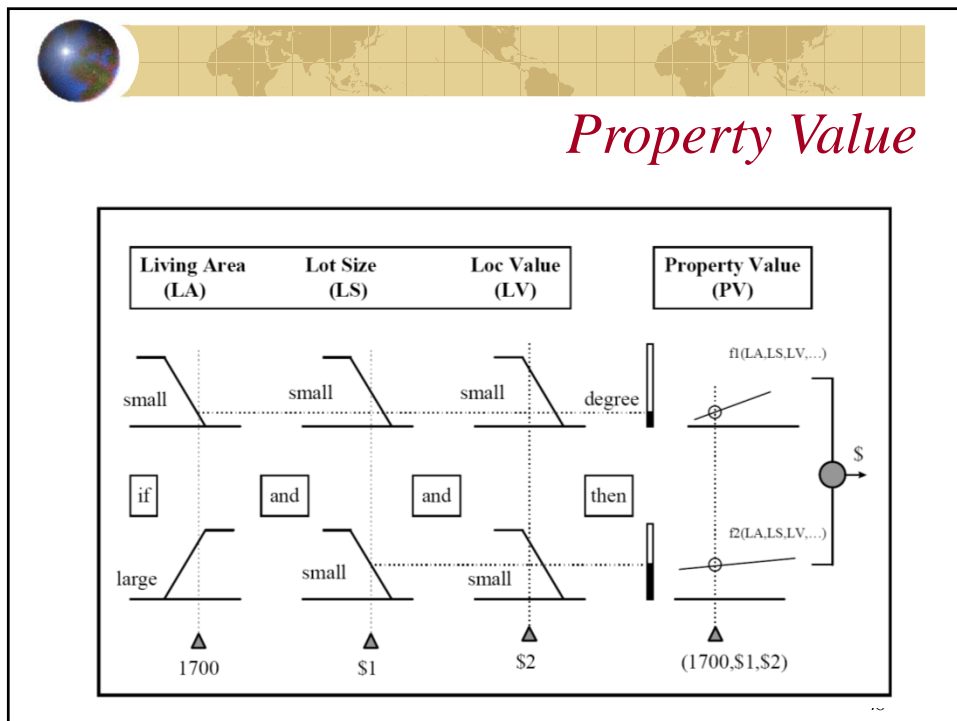 Property Value
Living Area Lot Size Loc Value Property Value
(LA) (LS) (LV) (PV)
f1(LA,LS,LV,…)
small small small degree
$
if and and then
f2(LA,LS,LV,…)
large small small
1700 $1 $2 (1700,$1,$2)